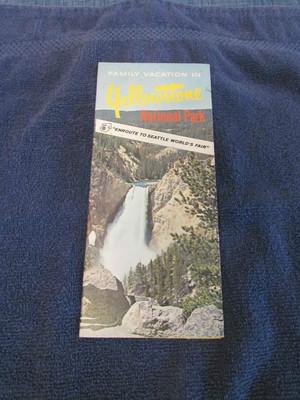 FAMILY VACATION IN
Yellowstone
National Park
"ENROUTE TO SEATTLE WORLD'S FAIR"